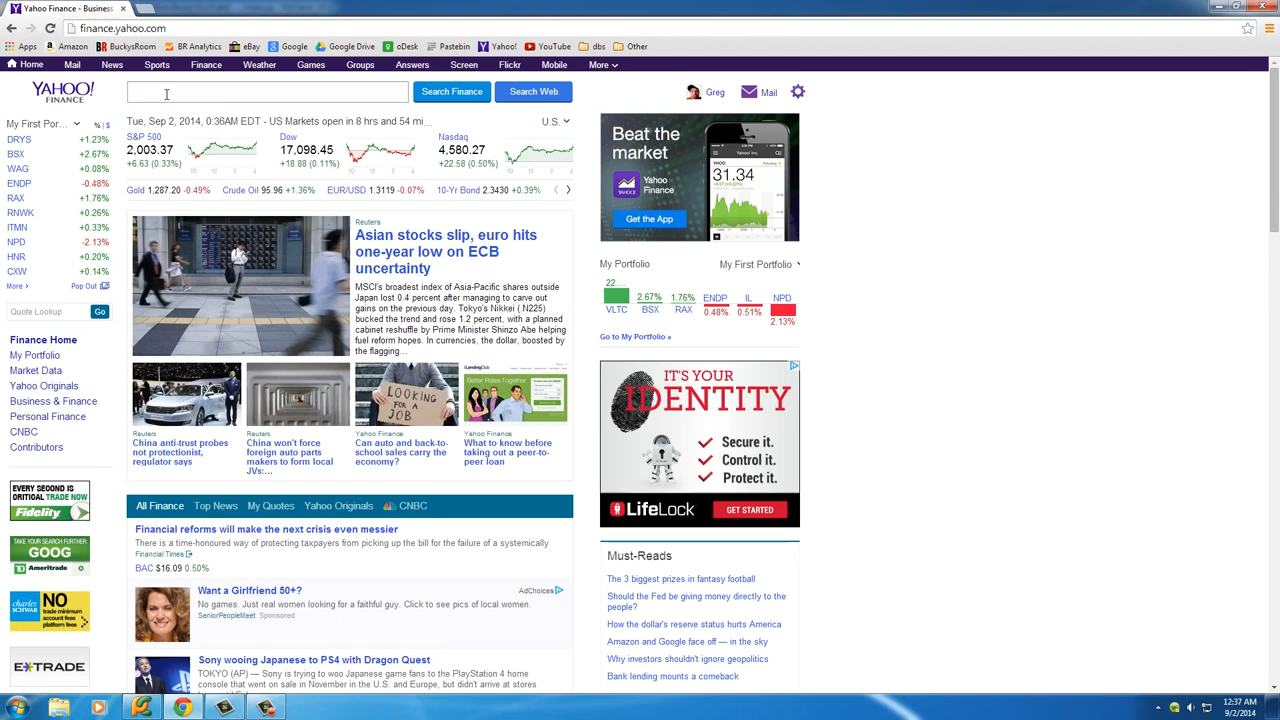 Yahoo Finance - Business
finance.yahoo.com
Apps
Amazon
BuckysRoom
BR Analytics
eBay
Google
Google Drive
oDesk
Pastebin
Yahoo!
YouTube
dbs
Other
Home
Mail
News
Sports
Finance
Weather
Games
Groups
Answers
Screen
Flickr
Mobile
More
YAHOO!
FINANCE
Search Finance
Search Web
Greg
Mail
My First Por...
% | $
DRYS +1.23%
BSX +2.67%
WAG +0.08%
ENDP -0.48%
RAX +1.76%
RNWK +0.26%
ITMN +0.33%
NPD -2.13%
HNR +0.20%
CXW +0.14%
More ›
Pop Out
Quote Lookup
Go
Finance Home
My Portfolio
Market Data
Yahoo Originals
Business & Finance
Personal Finance
CNBC
Contributors
EVERY SECOND IS
CRITICAL TRADE NOW
Fidelity
TAKE YOUR SEARCH FURTHER:
GOOG
Ameritrade
charles
SCHWAB
NO
trade minimum
account fees
platform fees
E*TRADE
Tue, Sep 2, 2014, 0:36AM EDT - US Markets open in 8 hrs and 54 mi...
U.S.
S&P 500
2,003.37
+6.63 (0.33%)
Dow
17,098.45
+18.88 (0.11%)
Nasdaq
4,580.27
+22.58 (0.50%)
10 1
10 1
10 1
Gold 1,287.20 -0.49%
Crude Oil 95.96 +1.36%
EUR/USD 1.3119 -0.07%
10-Yr Bond 2.3430 +0.39%
Reuters
Asian stocks slip, euro hits
one-year low on ECB
uncertainty
MSCI's broadest index of Asia-Pacific shares outside
Japan lost 0.4 percent after managing to carve out
gains on the previous day. Tokyo's Nikkei (.N225)
bucked the trend and rose 1.2 percent, with a planned
cabinet reshuffle by Prime Minister Shinzo Abe helping
fuel reform hopes. In currencies, the dollar, boosted by
the flagging...
LOOKING
FOR A
JOB
LendingClub
Better Rates Together
Reuters
China anti-trust probes
not protectionist,
regulator says
Reuters
China won't force
foreign auto parts
makers to form local
JVs:...
Yahoo Finance
Can auto and back-to-
school sales carry the
economy?
Yahoo Finance
What to know before
taking out a peer-to-
peer loan
All Finance
Top News
My Quotes
Yahoo Originals
CNBC
Financial reforms will make the next crisis even messier
There is a time-honoured way of protecting taxpayers from picking up the bill for the failure of a systemically
Financial Times
BAC $16.09 0.50%
Want a Girlfriend 50+?
AdChoices
No games. Just real women looking for a faithful guy. Click to see pics of local women.
SeniorPeopleMeet Sponsored
Sony wooing Japanese to PS4 with Dragon Quest
TOKYO (AP) — Sony is trying to woo Japanese game fans to the PlayStation 4 home
console that went on sale in November in the U.S. and Europe, but didn't arrive at stores
Beat the
market
Yahoo
Finance
Get the App
YHOO
31.34
My Portfolio
My First Portfolio
22....
VLTC
2.67%
BSX
1.76%
RAX
ENDP
0.48%
IL
0.51%
NPD
2.13%
Go to My Portfolio »
IT'S YOUR
IDENTITY
Secure it.
Control it.
Protect it.
LifeLock
GET STARTED
Must-Reads
The 3 biggest prizes in fantasy football
Should the Fed be giving money directly to the
people?
How the dollar's reserve status hurts America
Amazon and Google face off — in the sky
Why investors shouldn't ignore geopolitics
Bank lending mounts a comeback
12:37 AM
9/2/2014